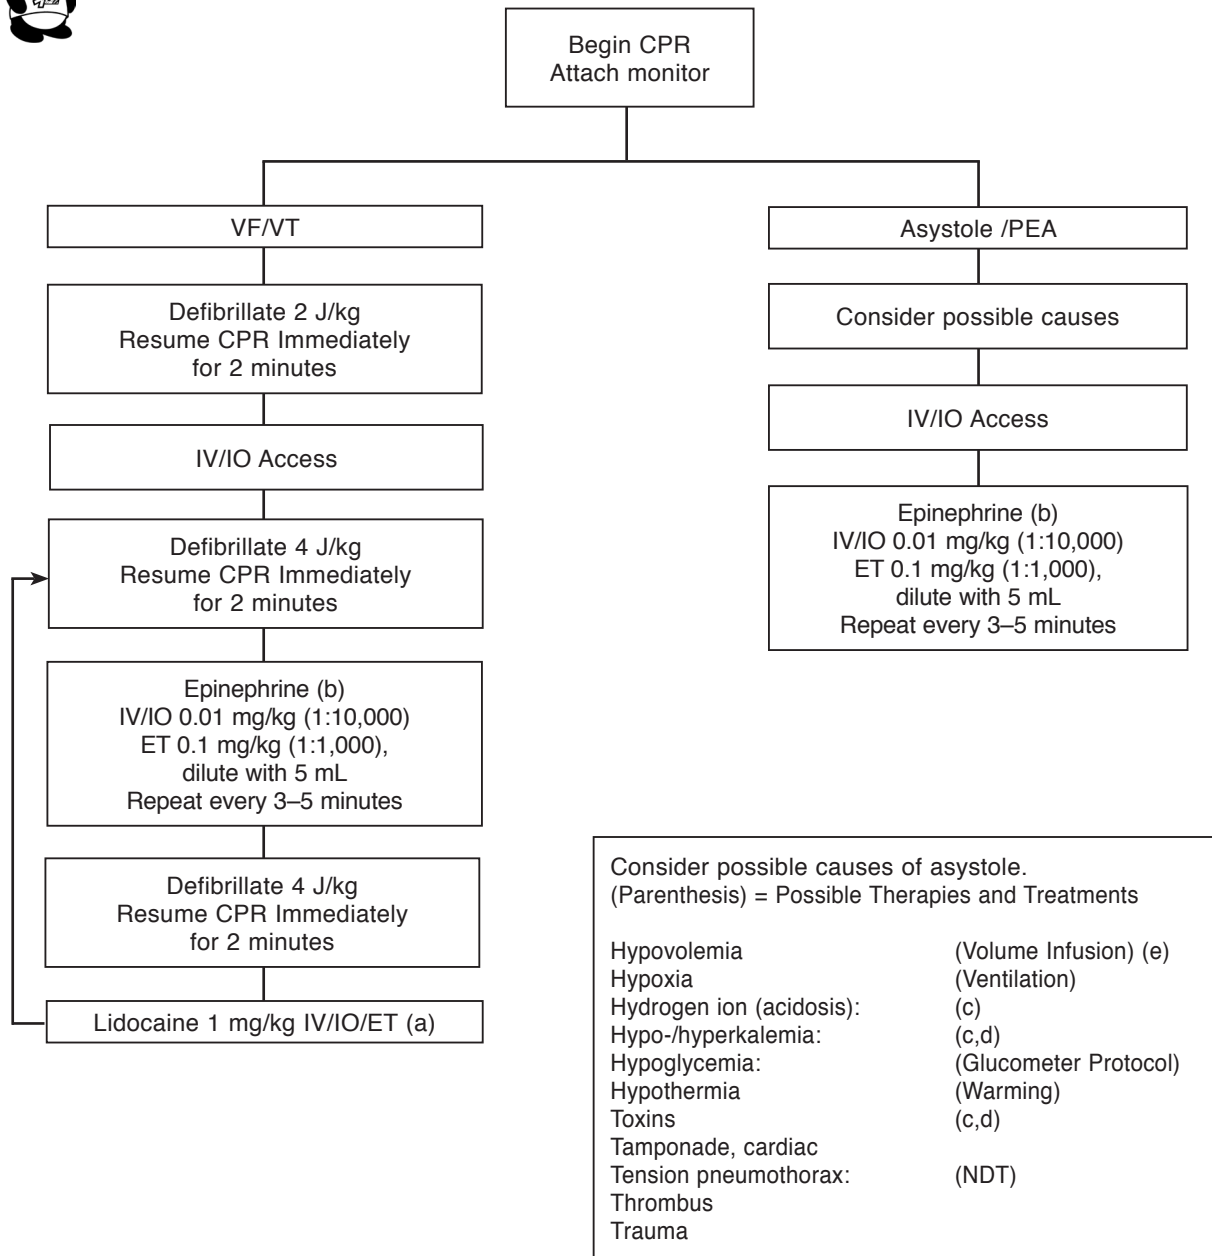 Begin CPR
Attach monitor
VF/VT
Defibrillate 2 J/kg
Resume CPR Immediately
for 2 minutes
IV/IO Access
Defibrillate 4 J/kg
Resume CPR Immediately
for 2 minutes
Epinephrine (b)
IV/IO 0.01 mg/kg (1:10,000)
ET 0.1 mg/kg (1:1,000),
dilute with 5 mL
Repeat every 3–5 minutes
Defibrillate 4 J/kg
Resume CPR Immediately
for 2 minutes
Lidocaine 1 mg/kg IV/IO/ET (a)
Asystole /PEA
Consider possible causes
IV/IO Access
Epinephrine (b)
IV/IO 0.01 mg/kg (1:10,000)
ET 0.1 mg/kg (1:1,000),
dilute with 5 mL
Repeat every 3–5 minutes
Consider possible causes of asystole.
(Parenthesis) = Possible Therapies and Treatments
Hypovolemia (Volume Infusion) (e)
Hypoxia (Ventilation)
Hydrogen ion (acidosis): (c)
Hypo-/hyperkalemia: (c,d)
Hypoglycemia: (Glucometer Protocol)
Hypothermia (Warming)
Toxins (c,d)
Tamponade, cardiac
Tension pneumothorax: (NDT)
Thrombus
Trauma